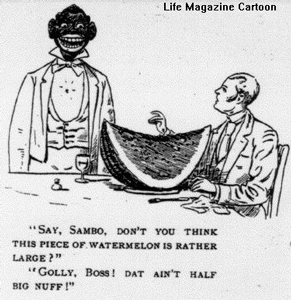 Life Magazine Cartoon
"SAY, SAMBO, DON'T YOU THINK
THIS PIECE OF WATERMELON IS RATHER
LARGE?"
"GOLLY, BOSS! DAT AIN'T HALF
BIG NUFF!"